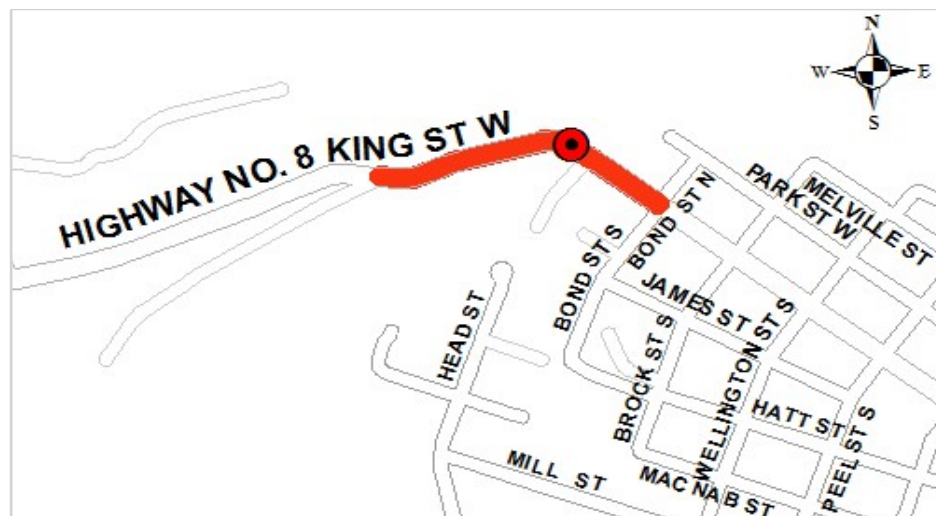 N
W E
S
HIGHWAY NO. 8 KING ST W
PARK ST W
MELVILLE ST
BOND ST S
BOND ST N
JAMES ST
HEAD ST
BROCK ST S
WELLINGTON ST S
HATT ST
PEEL ST S
MILL ST
MAC NAB ST